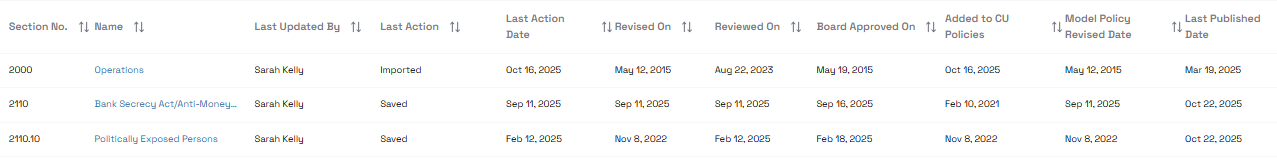 Section No. Name Last Updated By Last Action Last Action Date Revised On Reviewed On Board Approved On Added to CU Policies Model Policy Revised Date Last Published Date
2000 Operations Sarah Kelly Imported Oct 16, 2025 May 12, 2015 Aug 22, 2023 May 19, 2015 Oct 16, 2025 May 12, 2015 Mar 19, 2025
2110 Bank Secrecy Act/Anti-Money... Sarah Kelly Saved Sep 11, 2025 Sep 11, 2025 Sep 11, 2025 Sep 16, 2025 Feb 10, 2021 Sep 11, 2025 Oct 22, 2025
2110.10 Politically Exposed Persons Sarah Kelly Saved Feb 12, 2025 Nov 8, 2022 Feb 12, 2025 Feb 18, 2025 Nov 8, 2022 Nov 8, 2022 Oct 22, 2025